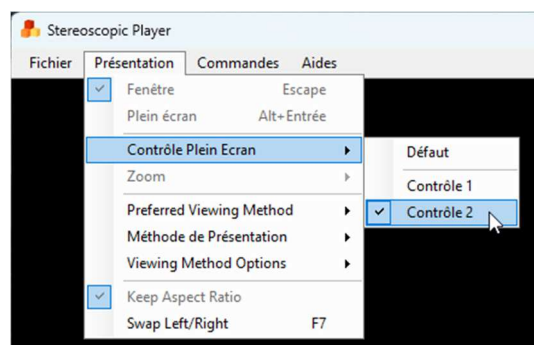 Stereoscopic Player
Fichier Présentation Commandes Aides
Fenêtre Escape
Plein écran Alt+Entrée
Contrôle Plein Ecran
Défaut
Zoom
Contrôle 1
Preferred Viewing Method
Contrôle 2
Méthode de Présentation
Viewing Method Options
Keep Aspect Ratio
Swap Left/Right F7